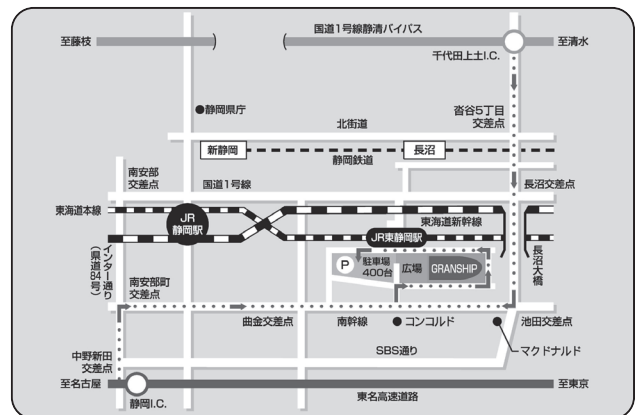 国道1号線静清バイパス
至藤枝
至清水
千代田上土I.C.
静岡県庁
沓谷5丁目
交差点
北街道
新静岡
長沼
静岡鉄道
南安部
交差点
国道1号線
長沼交差点
東海道本線
JR
静岡駅
東海道新幹線
JR東静岡駅
インター通り
(県道84号)
P
駐車場
400台
広場
GRANSHIP
長沼大橋
南安部町
交差点
曲金交差点
南幹線
コンコルド
池田交差点
中野新田
交差点
SBS通り
マクドナルド
至名古屋
至東京
静岡I.C.
東名高速道路